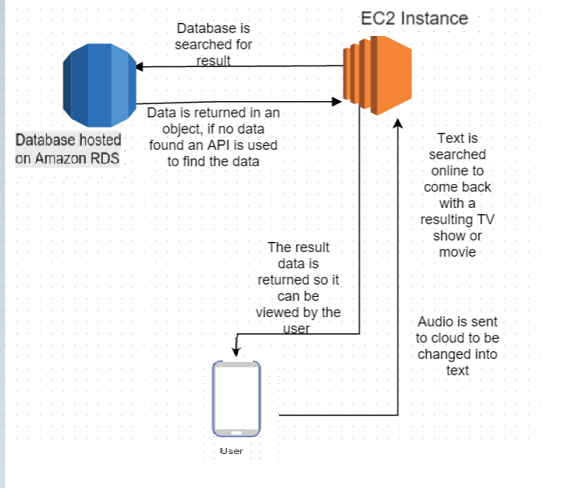 EC2 Instance
Database is
searched for
result
Data is returned in an
object, if no data
found an API is used
to find the data
Database hosted
on Amazon RDS
Text is
searched
online to
come back
with a
resulting TV
show or
movie
The result
data is
returned so it
can be
viewed by the
user
Audio is sent
to cloud to be
changed into
text
User